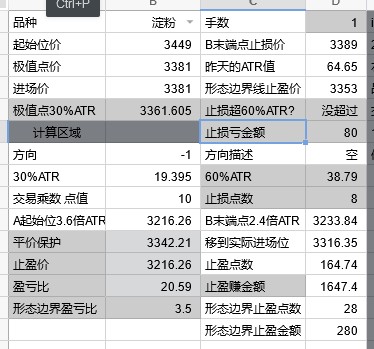 Ctrl+P
B C D
品种 淀粉 手数 1
起始位价 3449 B末端点止损价 3389
极值点价 3381 昨天的ATR值 64.65
进场价 3381 形态边界线止盈价 3353
极值点30%ATR 3361.605 止损超60%ATR? 没超过
计算区域 止损亏金额 80
方向 -1 方向描述 空
30%ATR 19.395 60%ATR 38.79
交易乘数 点值 10 止损点数 8
A起始位3.6倍ATR 3216.26 B末端点2.4倍ATR 3233.84
平价保护 3342.21 移到实际进场位 3316.35
止盈价 3216.26 止盈点数 164.74
盈亏比 20.59 止盈赚金额 1647.4
形态边界盈亏比 3.5 形态边界止盈点数 28
形态边界止盈金额 280